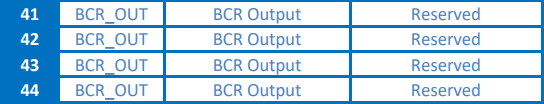 41 BCR_OUT BCR Output Reserved
42 BCR_OUT BCR Output Reserved
43 BCR_OUT BCR Output Reserved
44 BCR_OUT BCR Output Reserved